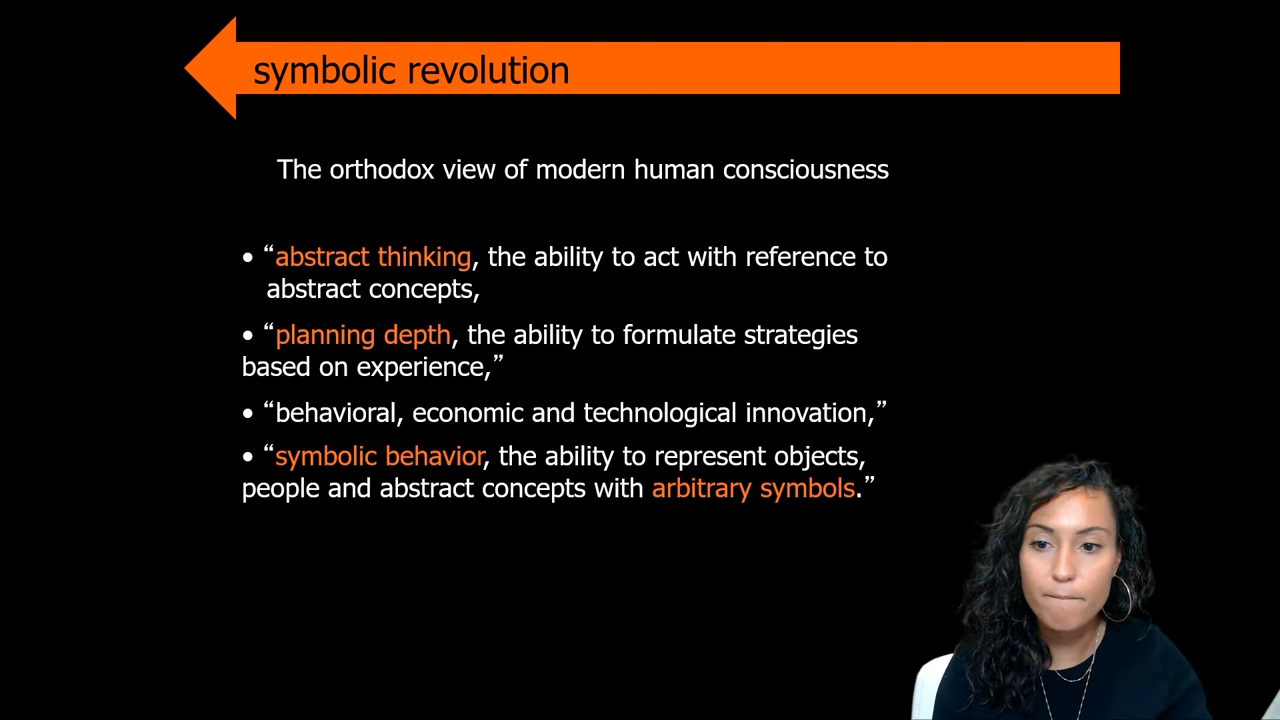 symbolic revolution
The orthodox view of modern human consciousness
• “abstract thinking, the ability to act with reference to
abstract concepts,
• “planning depth, the ability to formulate strategies
based on experience,”
• “behavioral, economic and technological innovation,”
• “symbolic behavior, the ability to represent objects,
people and abstract concepts with arbitrary symbols.”